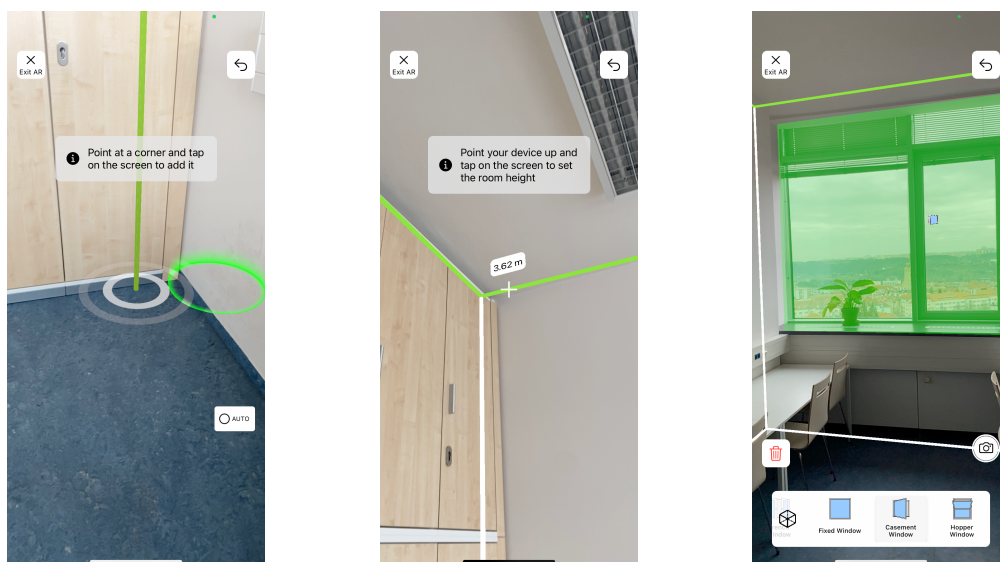 Exit AR
Point at a corner and tap
on the screen to add it
AUTO
Exit AR
Point your device up and
tap on the screen to set
the room height
3.62 m
Exit AR
Fixed Window
Casement
Window
Hopper
Window